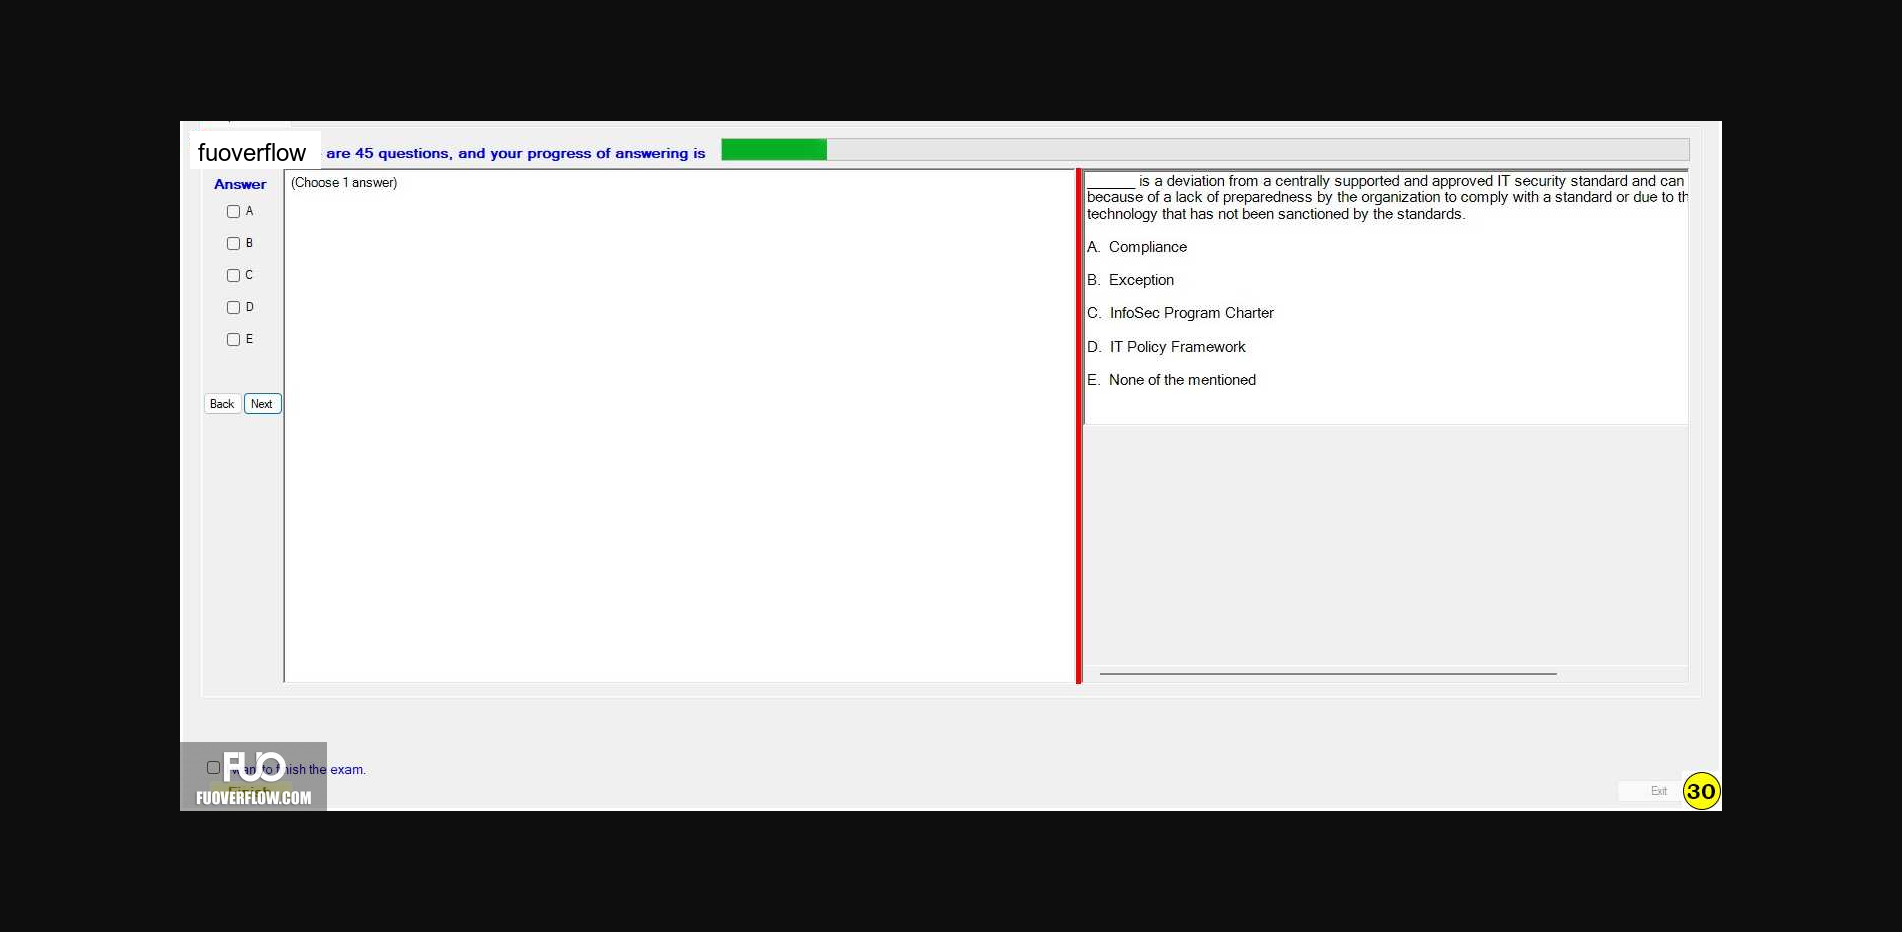 fuoverflow are 45 questions, and your progress of answering is
Answer
A
B
C
D
E
Back Next
(Choose 1 answer)
______ is a deviation from a centrally supported and approved IT security standard and can
because of a lack of preparedness by the organization to comply with a standard or due to th
technology that has not been sanctioned by the standards.
A. Compliance
B. Exception
C. InfoSec Program Charter
D. IT Policy Framework
E. None of the mentioned
FUO
to the exam.
FUOVERFLOW.COM
Exit
30